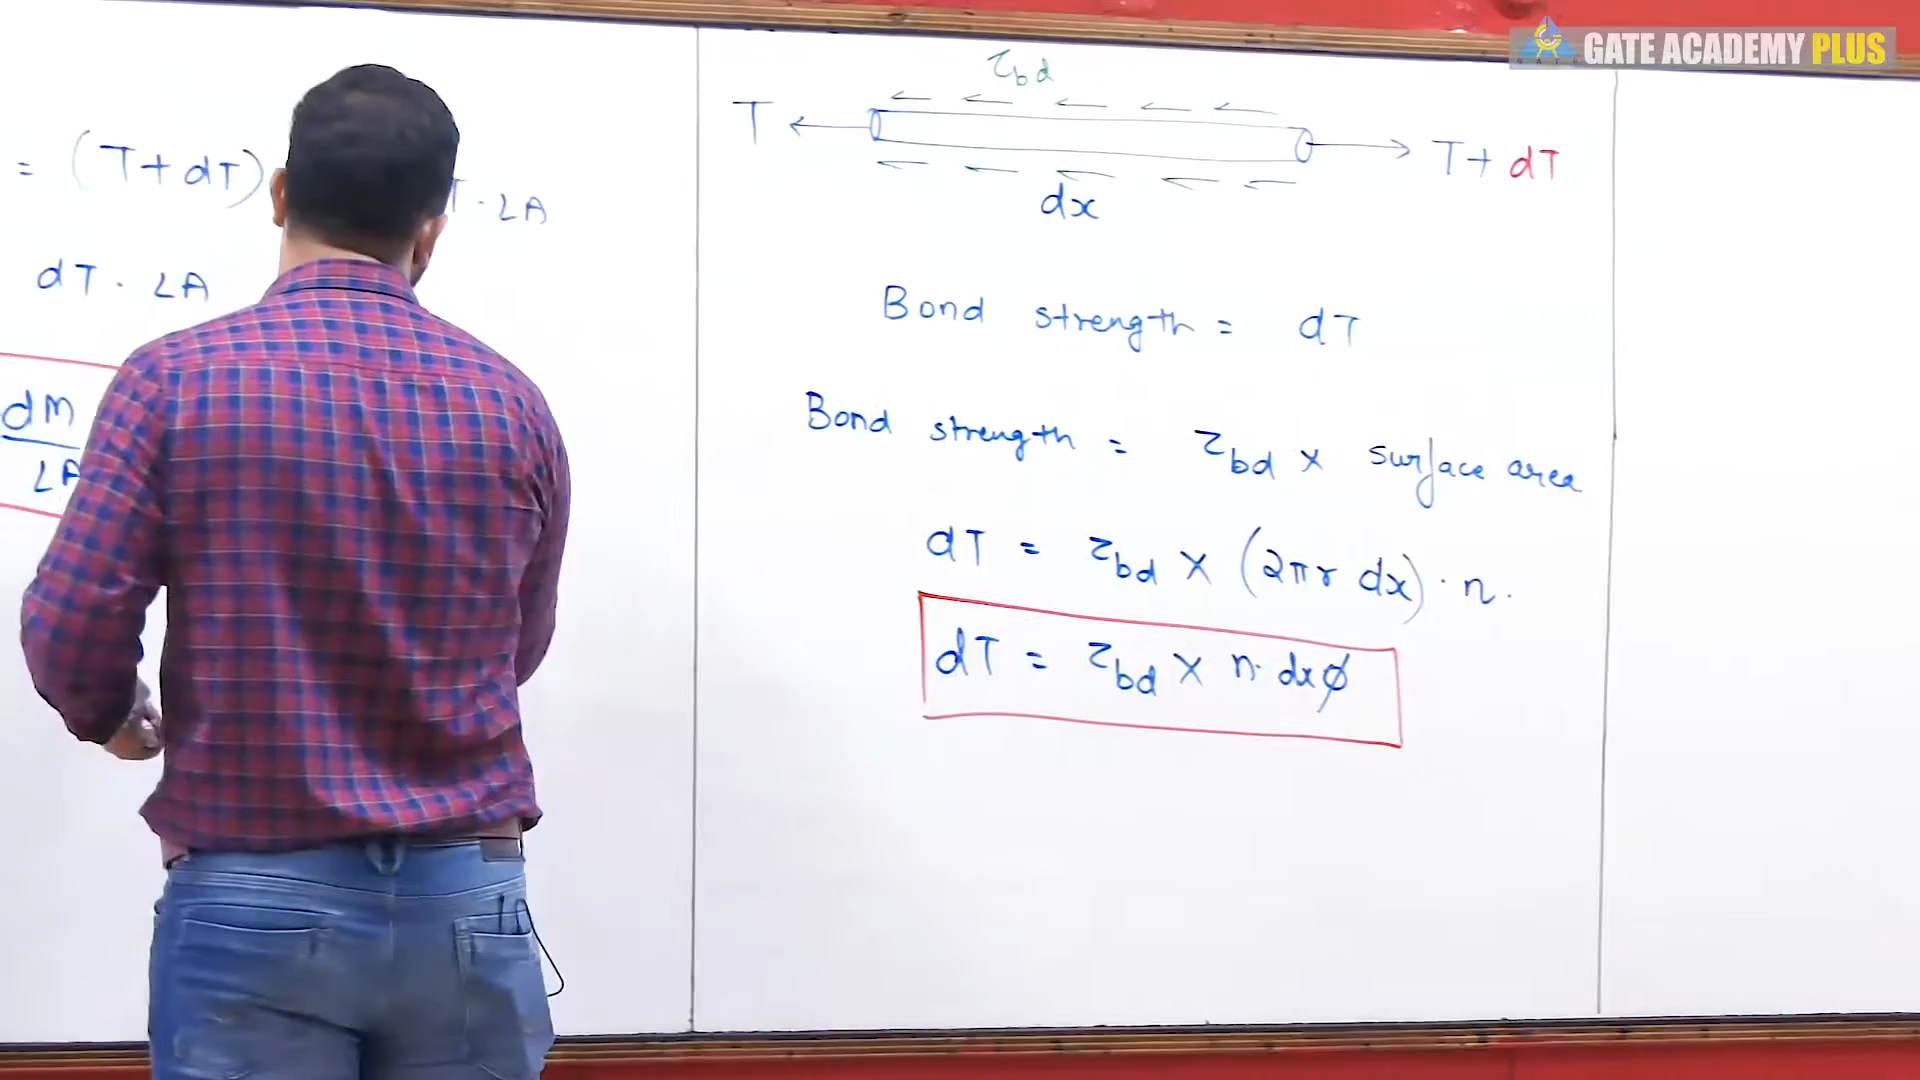 GATE ACADEMY PLUS
= (T+dT) T · LA
dT · LA
dM
LA
τbd
T T+dT
dx
Bond strength = dT
Bond strength = τbd × surface area
dT = τbd × (2πr dx) · n.
dT = τbd × n· dxϕ